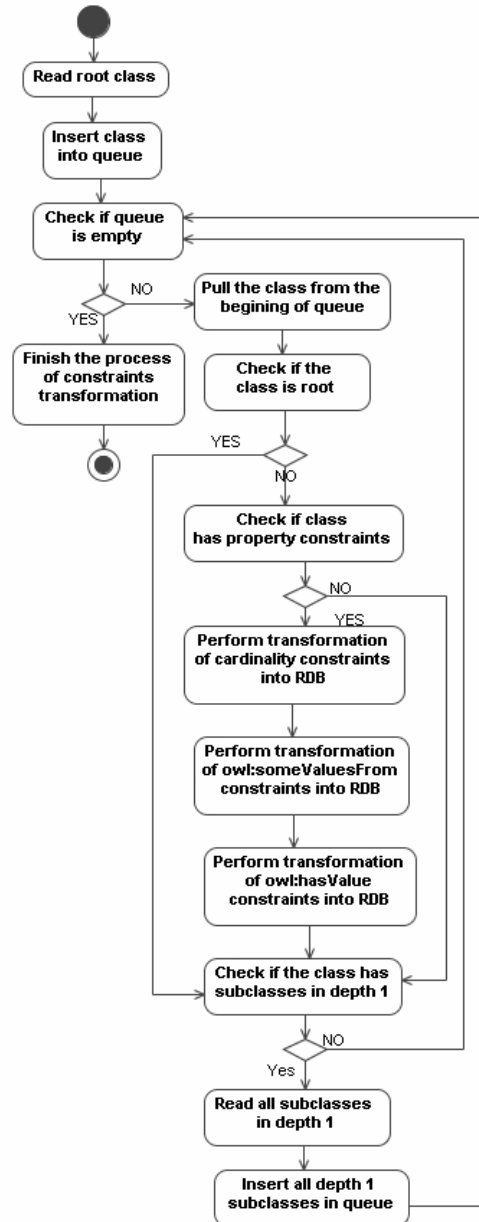 Read root class
Insert class
into queue
Check if queue
is empty
NO
YES
Pull the class from the
begining of queue
Finish the process
of constraints
transformation
Check if the
class is root
YES
NO
Check if class
has property constraints
NO
YES
Perform transformation
of cardinality constraints
into RDB
Perform transformation
of owl:someValuesFrom
constraints into RDB
Perform transformation
of owl:hasValue
constraints into RDB
Check if the class has
subclasses in depth 1
NO
Yes
Read all subclasses
in depth 1
Insert all depth 1
subclasses in queue